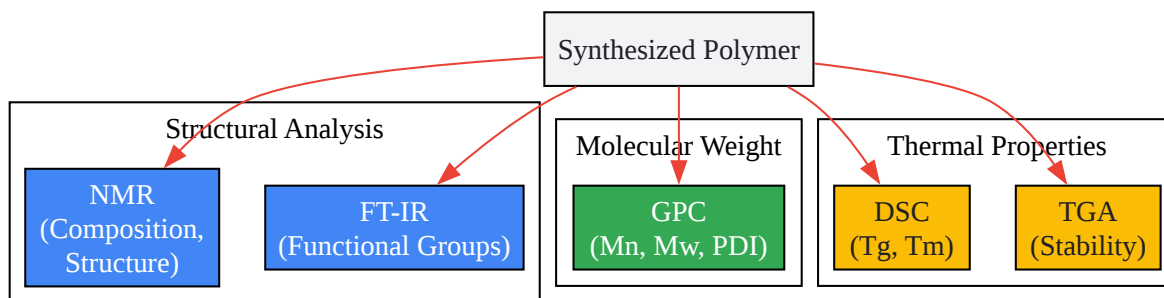 Synthesized Polymer
Structural Analysis
Molecular Weight
Thermal Properties
NMR
(Composition,
Structure)
FT-IR
(Functional Groups)
GPC
(Mn, Mw, PDI)
DSC
(Tg, Tm)
TGA
(Stability)